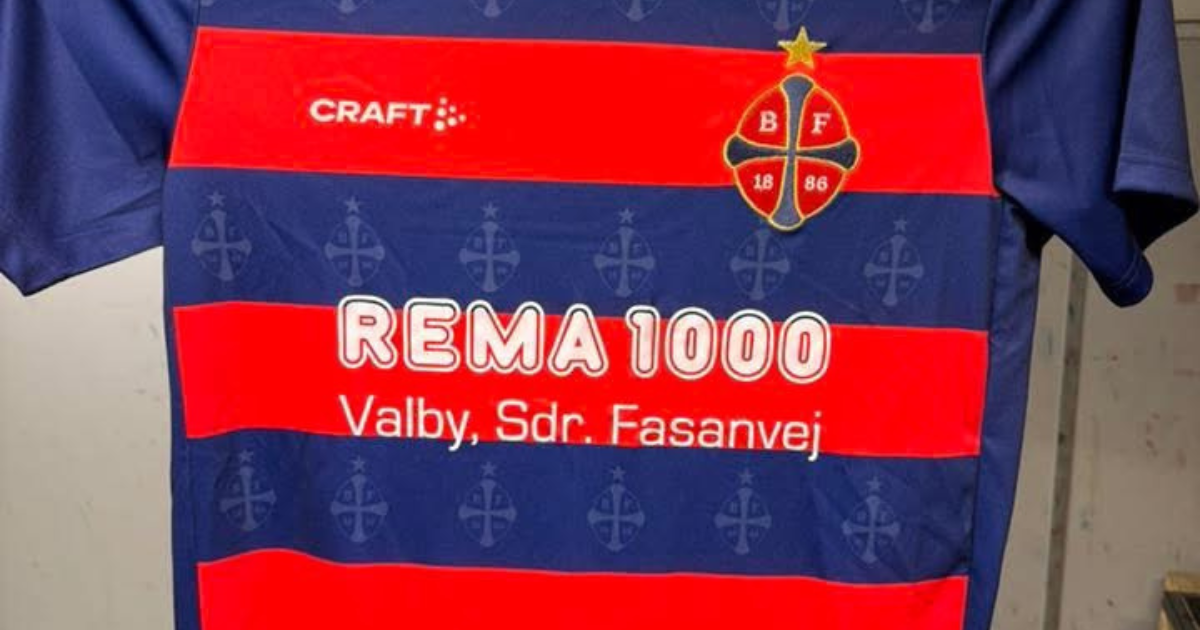 CRAFT
B F
18 86
REMA 1000
Valby, Sdr. Fasanvej